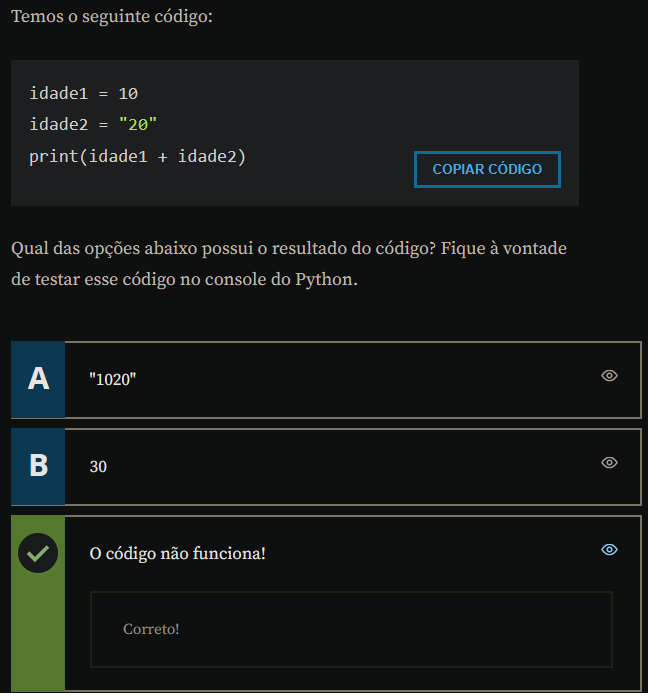 Temos o seguinte código:
idade1 = 10
idade2 = "20"
print(idade1 + idade2)
COPIAR CÓDIGO
Qual das opções abaixo possui o resultado do código? Fique à vontade
de testar esse código no console do Python.
A
"1020"
B
30
O código não funciona!
Correto!